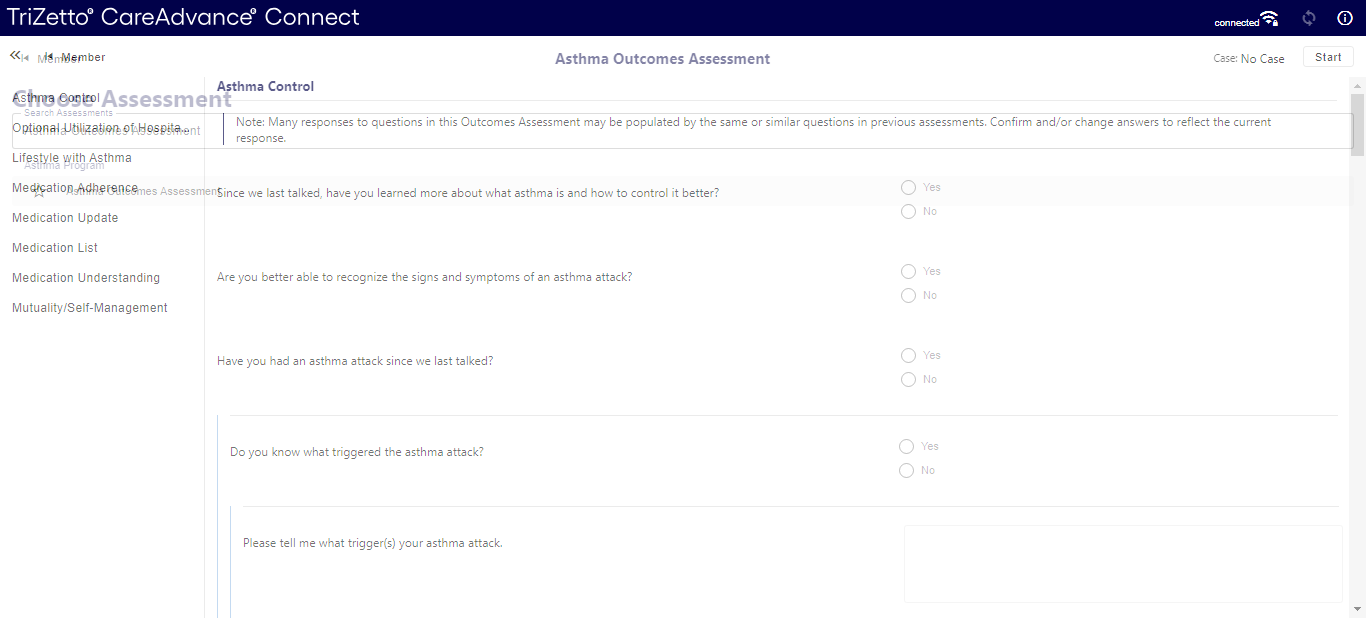 TriZetto® CareAdvance® Connect
connected
Member
Member
Asthma Outcomes Assessment
Case: No Case
Start
Choose Assessment
Search Assessments
Asthma Outcomes Assessment
Asthma Program
Asthma Outcomes Assessment
Asthma Control
Optional Utilization of Hospita...
Lifestyle with Asthma
Medication Adherence
Medication Update
Medication List
Medication Understanding
Mutuality/Self-Management
Asthma Control
Note: Many responses to questions in this Outcomes Assessment may be populated by the same or similar questions in previous assessments. Confirm and/or change answers to reflect the current
response.
Since we last talked, have you learned more about what asthma is and how to control it better?
Yes
No
Are you better able to recognize the signs and symptoms of an asthma attack?
Yes
No
Have you had an asthma attack since we last talked?
Yes
No
Do you know what triggered the asthma attack?
Yes
No
Please tell me what trigger(s) your asthma attack.